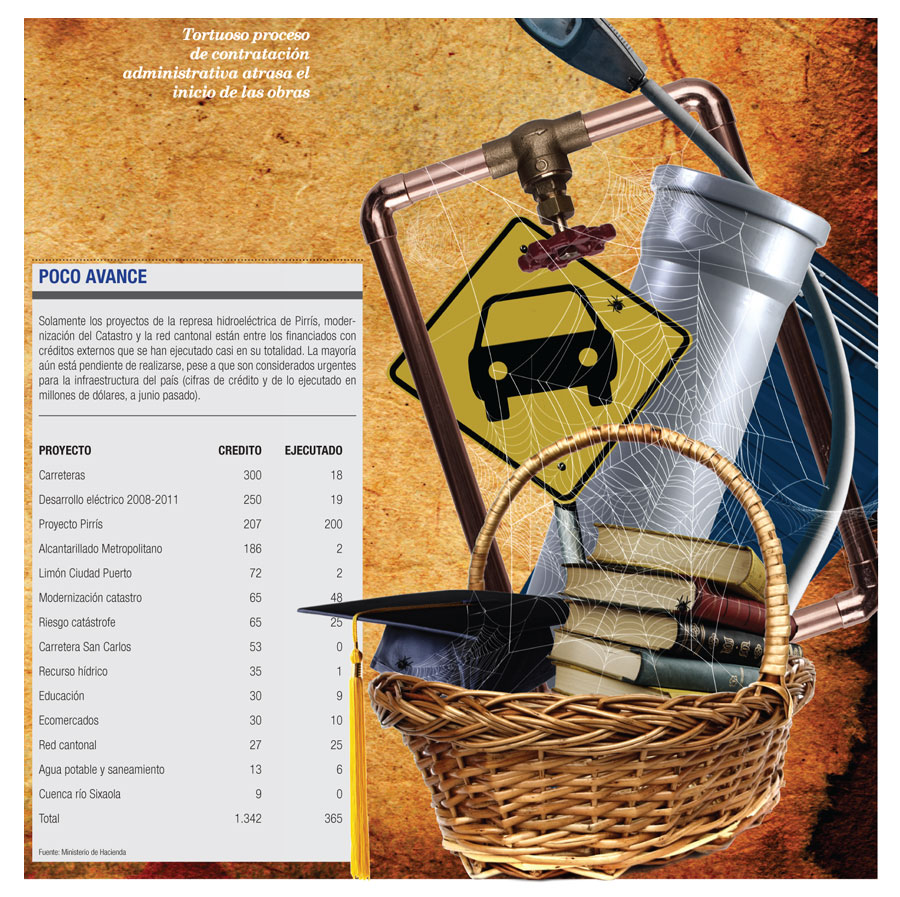 Tortuoso proceso
de contratación
administrativa atrasa el
inicio de las obras
POCO AVANCE
Solamente los proyectos de la represa hidroeléctrica de Pirrís, moder-
nización del Catastro y la red cantonal están entre los financiados con
créditos externos que se han ejecutado casi en su totalidad. La mayoría
aún está pendiente de realizarse, pese a que son considerados urgentes
para la infraestructura del país (cifras de crédito y de lo ejecutado en
millones de dólares, a junio pasado).
PROYECTO CREDITO EJECUTADO
Carreteras 300 18
Desarrollo eléctrico 2008-2011 250 19
Proyecto Pirrís 207 200
Alcantarillado Metropolitano 186 2
Limón Ciudad Puerto 72 2
Modernización catastro 65 48
Riesgo catástrofe 65 25
Carretera San Carlos 53 0
Recurso hídrico 35 1
Educación 30 9
Ecomercados 30 10
Red cantonal 27 25
Agua potable y saneamiento 13 6
Cuenca río Sixaola 9 0
Total 1.342 365
Fuente: Ministerio de Hacienda